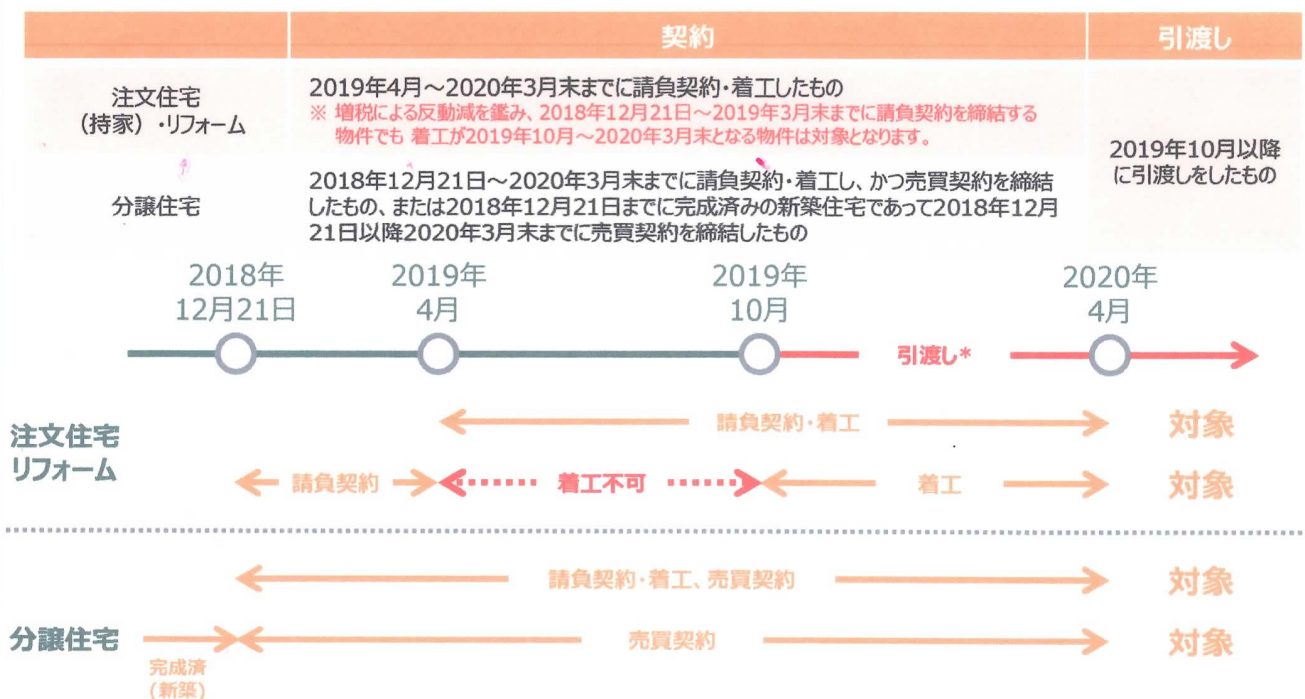 契約
引渡し
注文住宅
(持家)・リフォーム
2019年4月～2020年3月末までに請負契約・着工したもの
※ 増税による反動減を鑑み、2018年12月21日～2019年3月末までに請負契約を締結する
物件でも 着工が2019年10月～2020年3月末となる物件は対象となります。
2019年10月以降
に引渡しをしたもの
分譲住宅
2018年12月21日～2020年3月末までに請負契約・着工し、かつ売買契約を締結
したもの、または2018年12月21日までに完成済みの新築住宅であって2018年12月
21日以降2020年3月末までに売買契約を締結したもの
2018年
12月21日
2019年
4月
2019年
10月
2020年
4月
引渡し*
注文住宅
リフォーム
請負契約・着工
対象
請負契約
着工不可
着工
対象
請負契約・着工、売買契約
対象
分譲住宅
売買契約
対象
完成済
(新築)